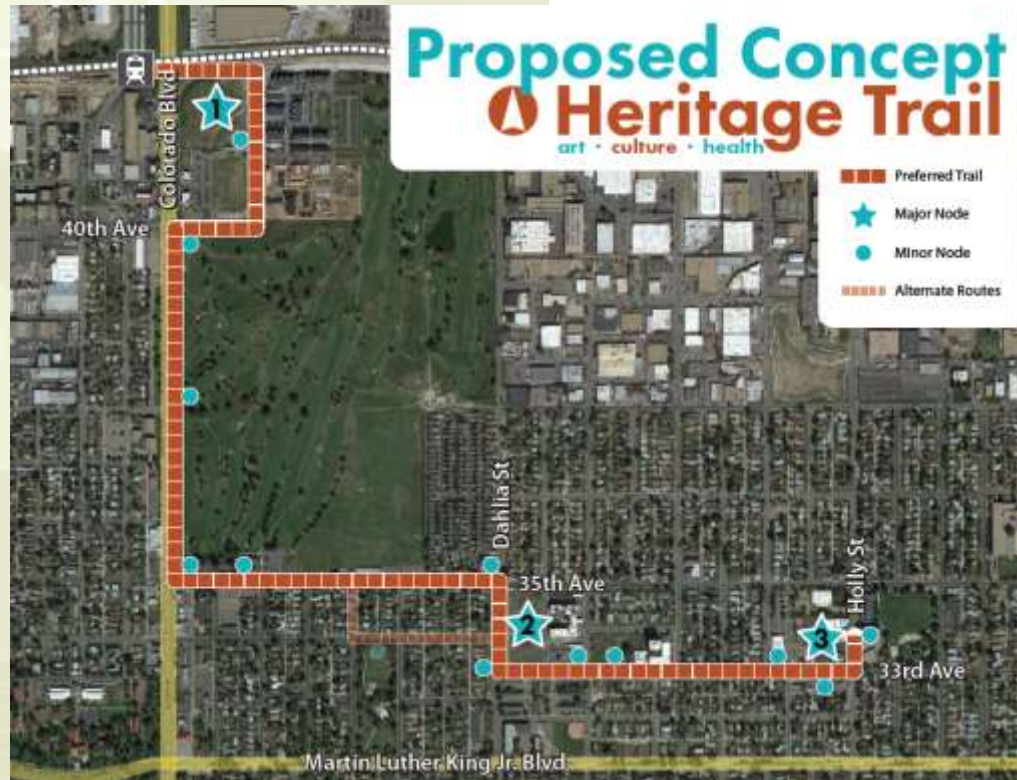 Proposed Concept
Heritage Trail
art · culture · health
Preferred Trail
Major Node
Minor Node
Alternate Routes
Colorado Blvd
1
40th Ave
Dahlia St
35th Ave
2
Holly St
3
33rd Ave
Martin Luther King Jr. Blvd.